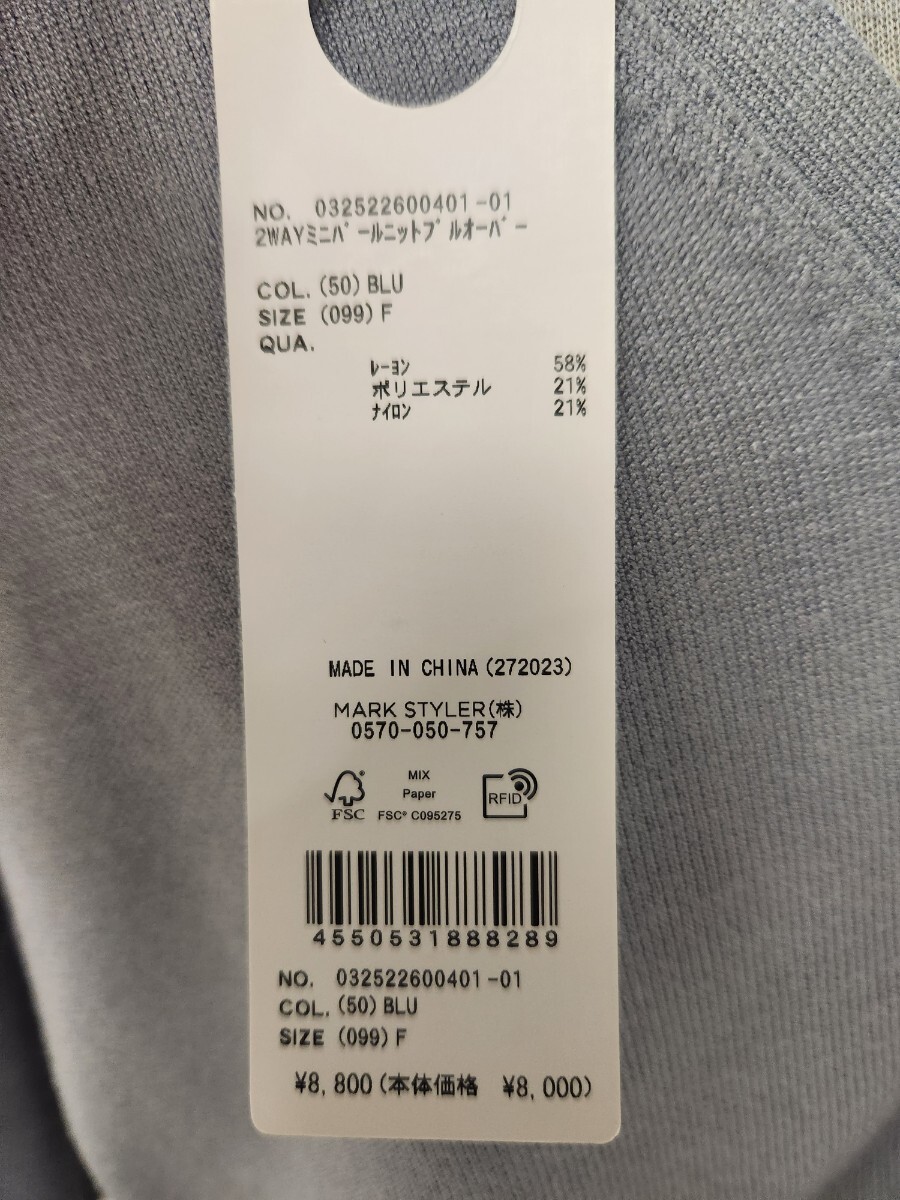 NO. 032522600401-01
2WAYミニパールニットプルオーバー
COL. (50) BLU
SIZE (099) F
QUA.
レーヨン 58%
ポリエステル 21%
ナイロン 21%
MADE IN CHINA (272023)
MARK STYLER(株)
0570-050-757
MIX
Paper
FSC FSC® C095275
RFID
4550531888289
NO. 032522600401-01
COL. (50) BLU
SIZE (099) F
¥8,800(本体価格 ¥8,000)